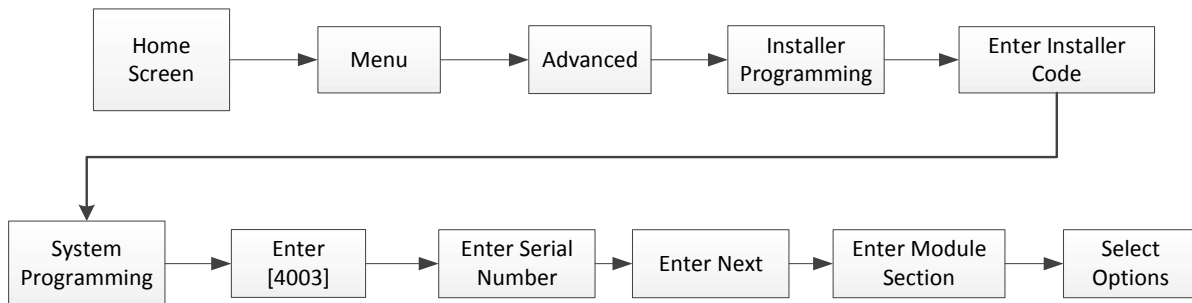 Home
Screen
Menu
Advanced
Installer
Programming
Enter Installer
Code
System
Programming
Enter
[4003]
Enter Serial
Number
Enter Next
Enter Module
Section
Select
Options